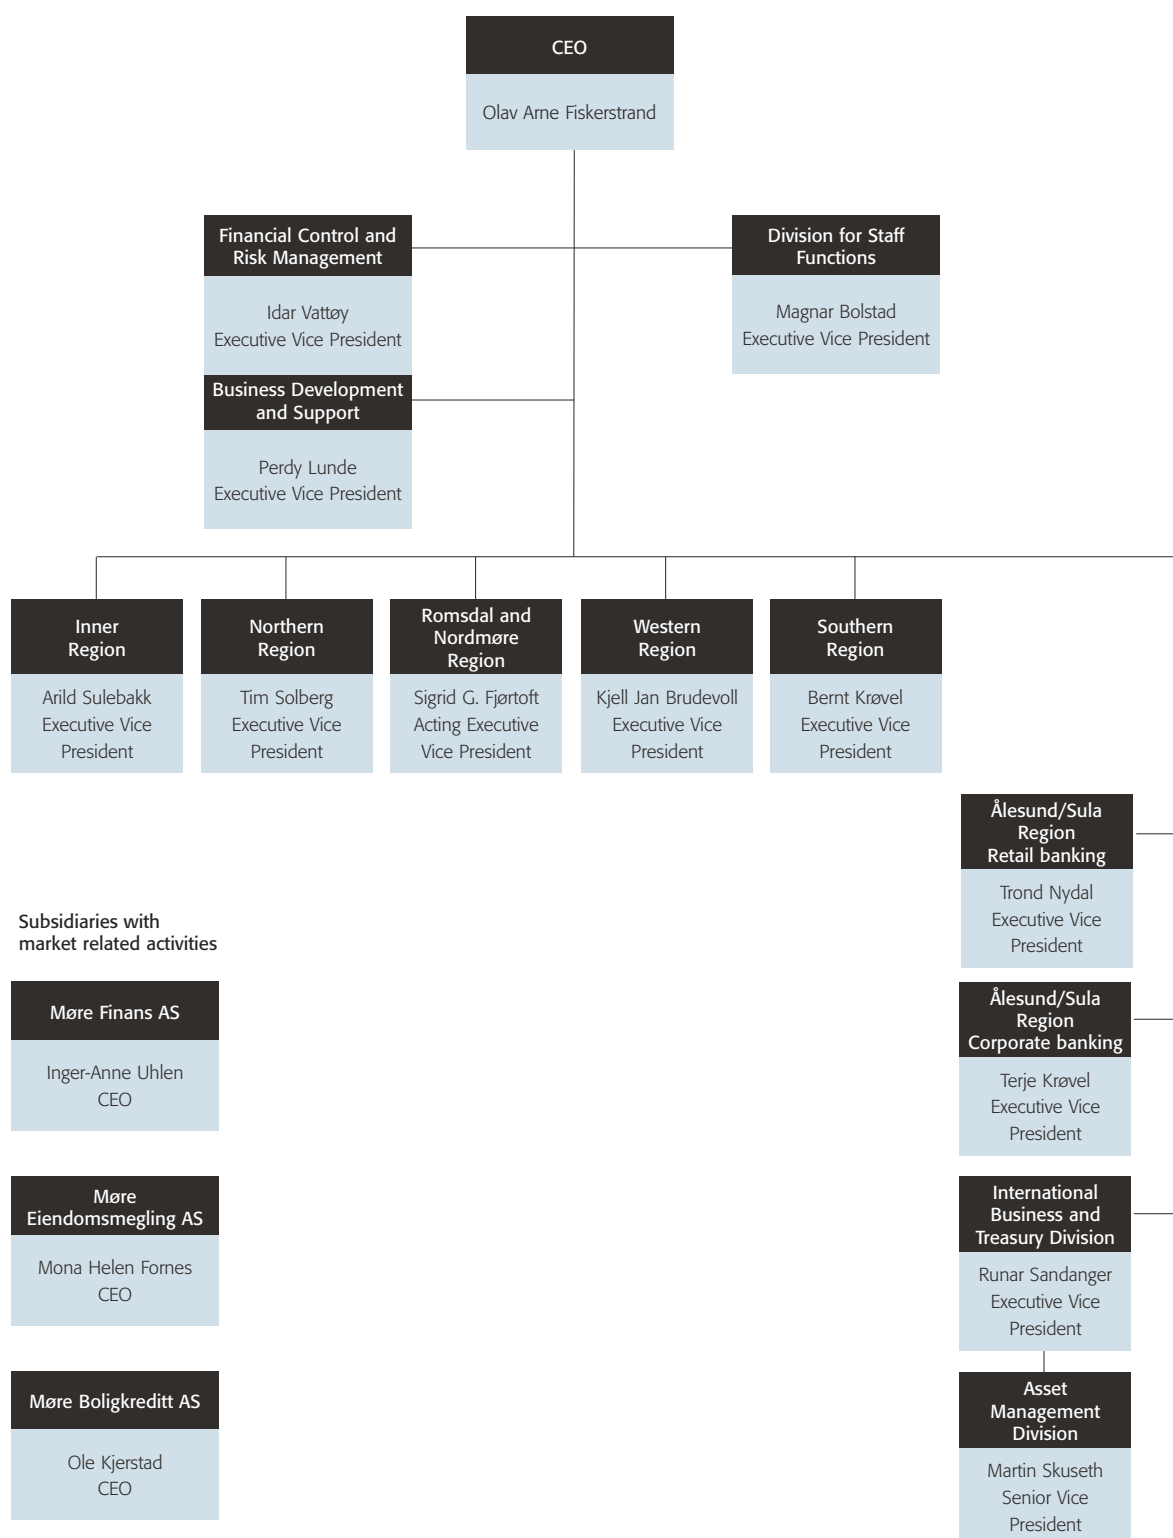 CEO
Olav Arne Fiskerstrand
Financial Control and
Risk Management
Idar Vattøy
Executive Vice President
Division for Staff
Functions
Magnar Bolstad
Executive Vice President
Business Development
and Support
Perdy Lunde
Executive Vice President
Inner
Region
Arild Sulebakk
Executive Vice
President
Northern
Region
Tim Solberg
Executive Vice
President
Romsdal and
Nordmøre
Region
Sigrid G. Fjørtoft
Acting Executive
Vice President
Western
Region
Kjell Jan Brudevoll
Executive Vice
President
Southern
Region
Bernt Krøvel
Executive Vice
President
Ålesund/Sula
Region
Retail banking
Trond Nydal
Executive Vice
President
Ålesund/Sula
Region
Corporate banking
Terje Krøvel
Executive Vice
President
International
Business and
Treasury Division
Runar Sandanger
Executive Vice
President
Asset
Management
Division
Martin Skuseth
Senior Vice
President
Subsidiaries with
market related activities
Møre Finans AS
Inger-Anne Uhlen
CEO
Møre
Eiendomsmegling AS
Mona Helen Fornes
CEO
Møre Boligkreditt AS
Ole Kjerstad
CEO